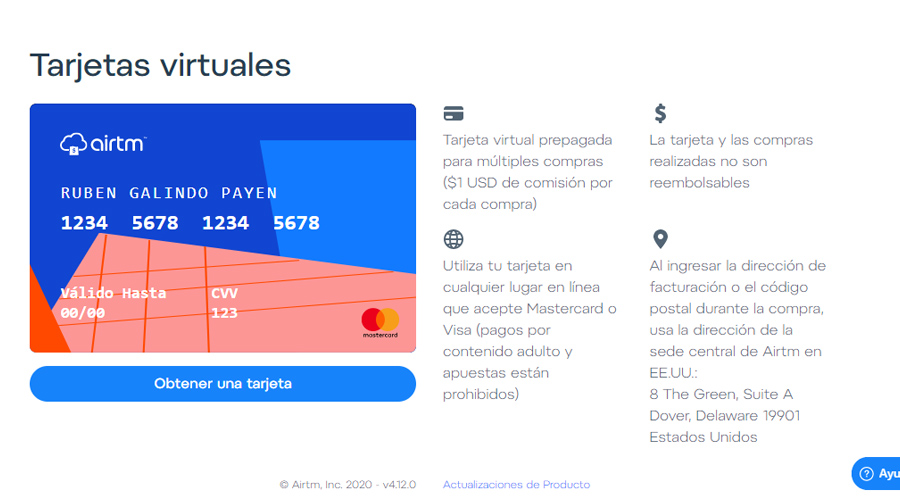 Tarjetas virtuales
airtm
RUBEN GALINDO PAYEN
1234 5678 1234 5678
Válido Hasta CVV
00/00 123
mastercard
Obtener una tarjeta
Tarjeta virtual prepagada
para múltiples compras
($1 USD de comisión por
cada compra)
La tarjeta y las compras
realizadas no son
reembolsables
Utiliza tu tarjeta en
cualquier lugar en línea
que acepte Mastercard o
Visa (pagos por
contenido adulto y
apuestas están
prohibidos)
Al ingresar la dirección de
facturación o el código
postal durante la compra,
usa la dirección de la
sede central de Airtm en
EE.UU.:
8 The Green, Suite A
Dover, Delaware 19901
Estados Unidos
© Airtm, Inc. 2020 - v4.12.0
Actualizaciones de Producto
Ayu